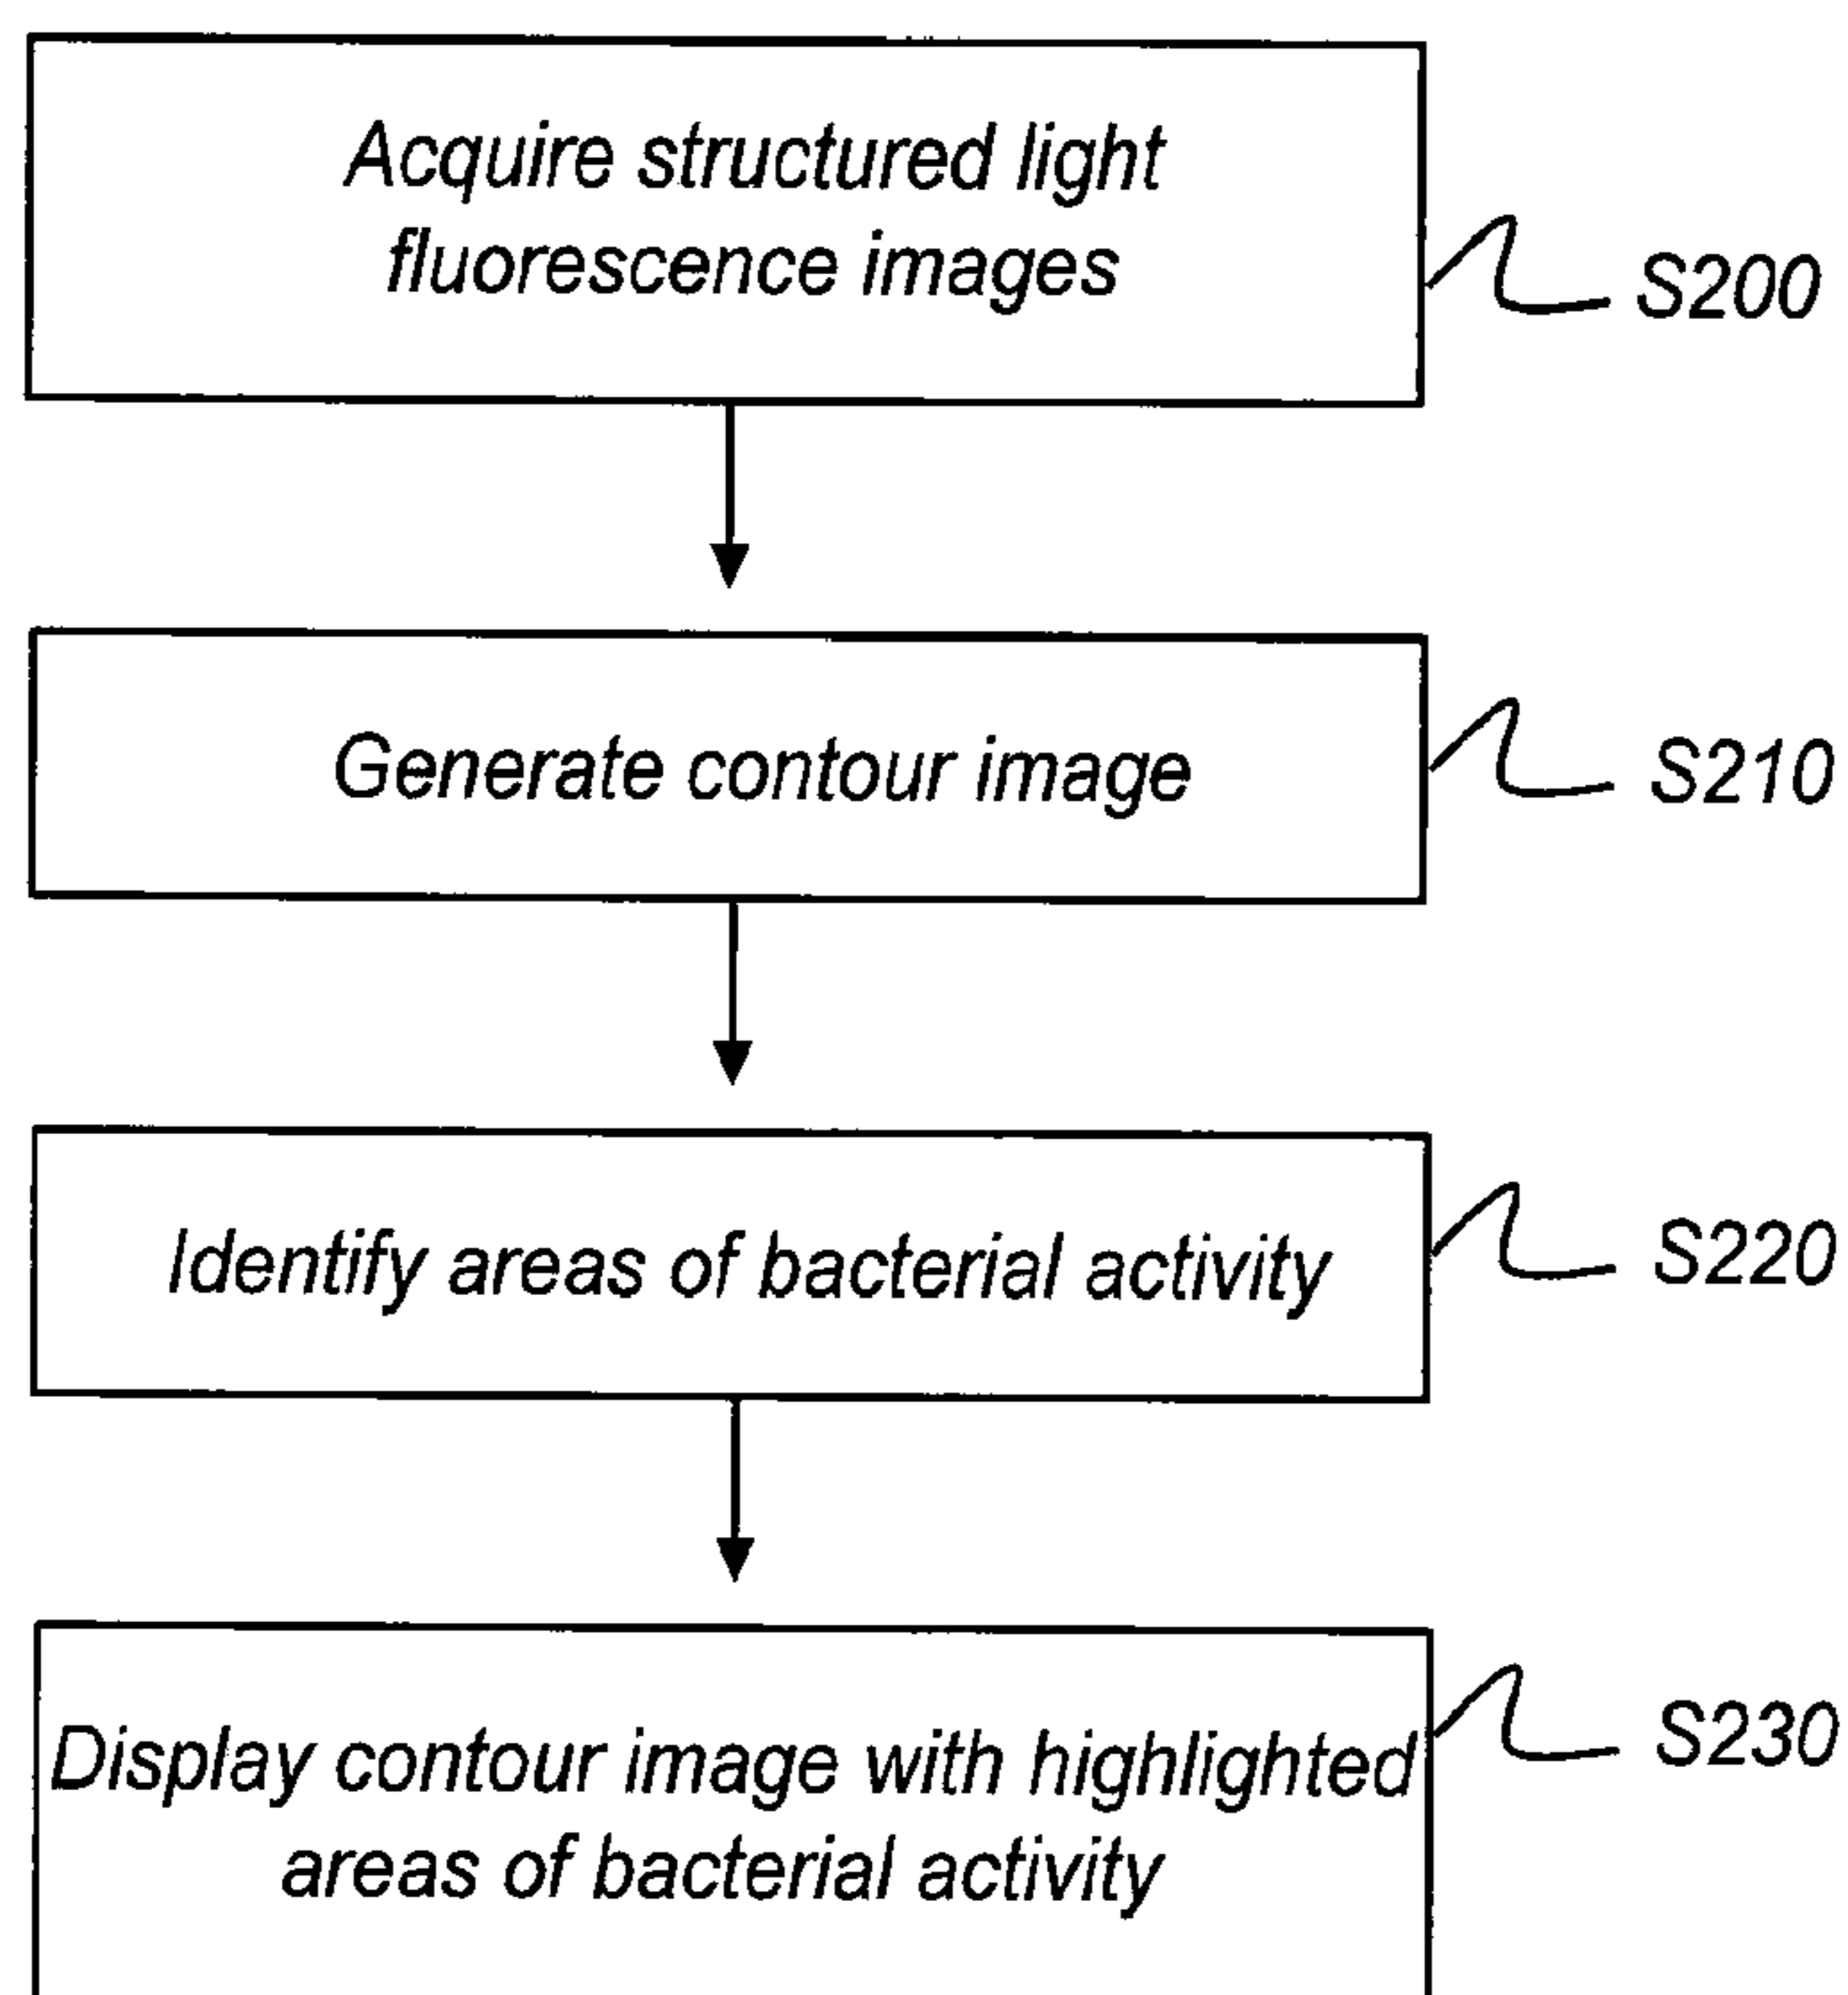 Acquire structured light
fluorescence images
S200
Generate contour image
S210
Identify areas of bacterial activity
S220
Display contour image with highlighted
areas of bacterial activity
S230